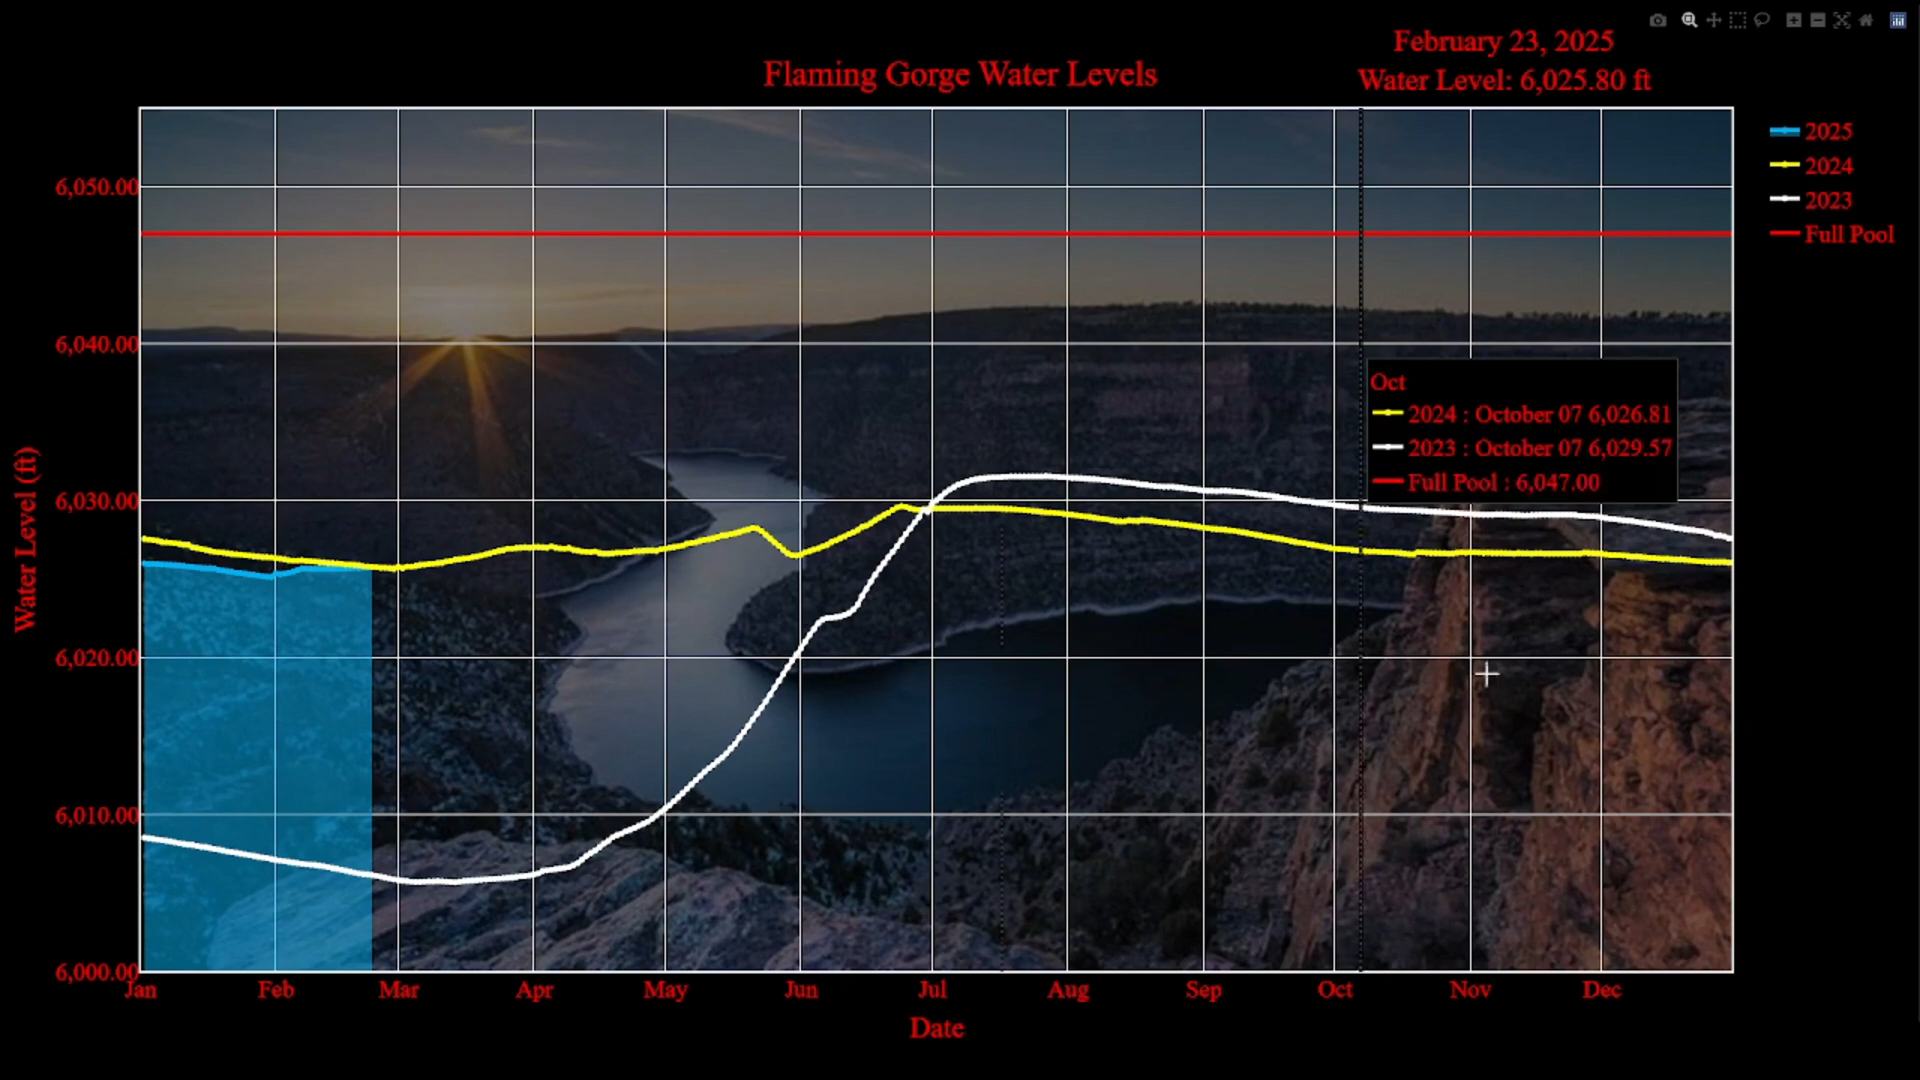 February 23, 2025
Water Level: 6,025.80 ft
Flaming Gorge Water Levels
2025
2024
2023
Full Pool
6,050.00
6,040.00
6,030.00
6,020.00
6,010.00
6,000.00
Water Level (ft)
Oct
2024 : October 07 6,026.81
2023 : October 07 6,029.57
Full Pool : 6,047.00
Jan Feb Mar Apr May Jun Jul Aug Sep Oct Nov Dec
Date